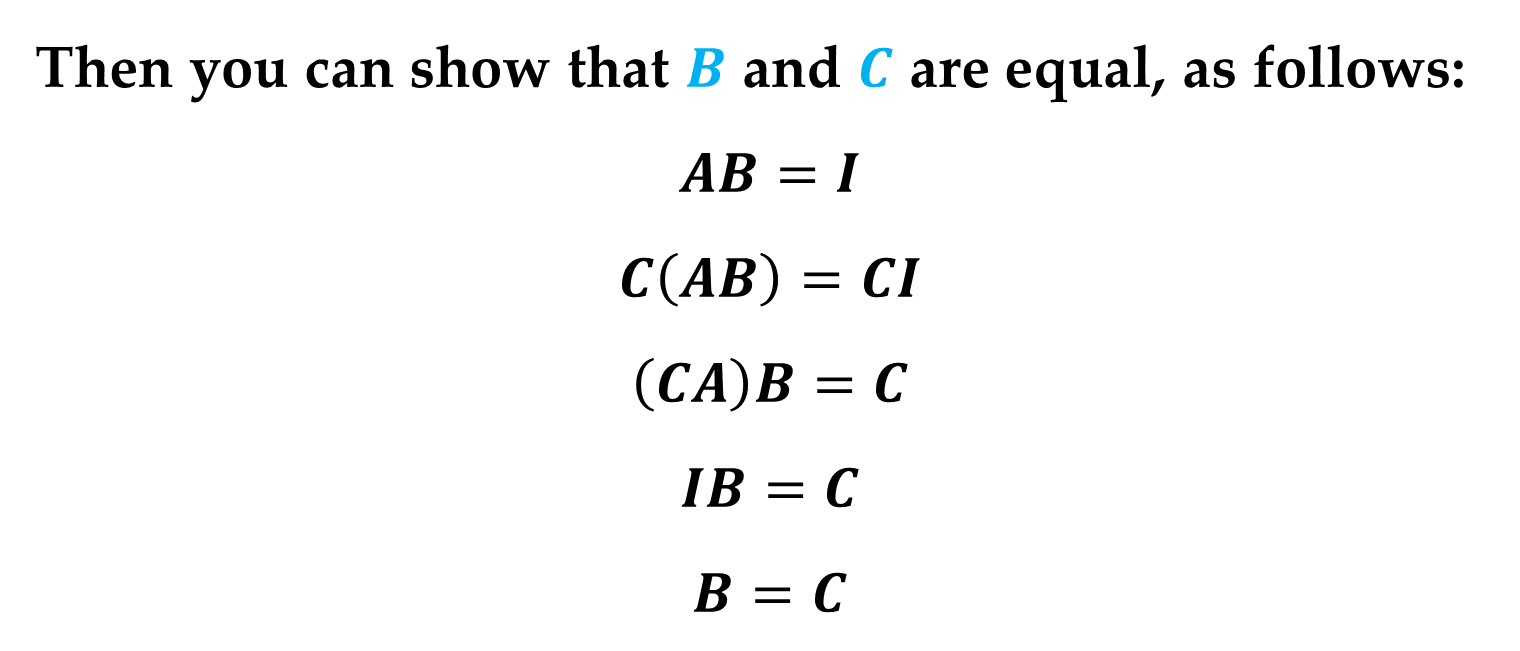 Then you can show that B and C are equal, as follows:
AB = I
C(AB) = CI
(CA)B = C
IB = C
B = C